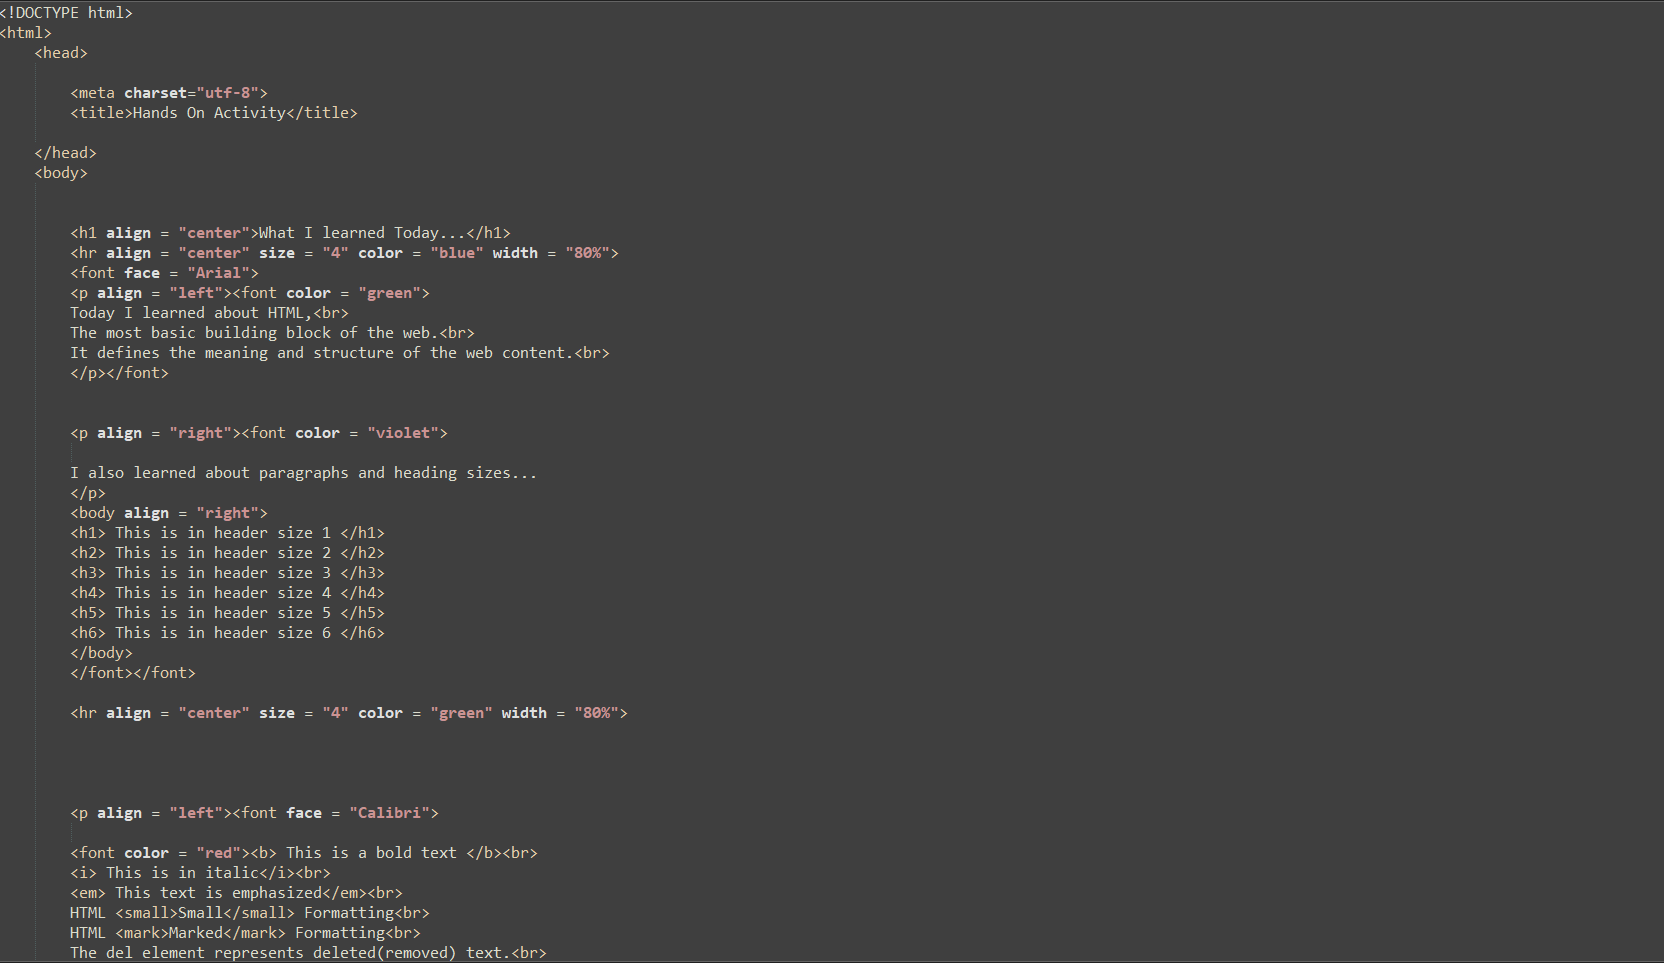 <!DOCTYPE html>
<html>
<head>
<meta charset="utf-8">
<title>Hands On Activity</title>
</head>
<body>
<h1 align = "center">What I learned Today...</h1>
<hr align = "center" size = "4" color = "blue" width = "80%">
<font face = "Arial">
<p align = "left"><font color = "green">
Today I learned about HTML,<br>
The most basic building block of the web.<br>
It defines the meaning and structure of the web content.<br>
</p></font>
<p align = "right"><font color = "violet">
I also learned about paragraphs and heading sizes...
</p>
<body align = "right">
<h1> This is in header size 1 </h1>
<h2> This is in header size 2 </h2>
<h3> This is in header size 3 </h3>
<h4> This is in header size 4 </h4>
<h5> This is in header size 5 </h5>
<h6> This is in header size 6 </h6>
</body>
</font></font>
<hr align = "center" size = "4" color = "green" width = "80%">
<p align = "left"><font face = "Calibri">
<font color = "red"><b> This is a bold text </b><br>
<i> This is in italic</i><br>
<em> This text is emphasized</em><br>
HTML <small>Small</small> Formatting<br>
HTML <mark>Marked</mark> Formatting<br>
The del element represents deleted(removed) text.<br>